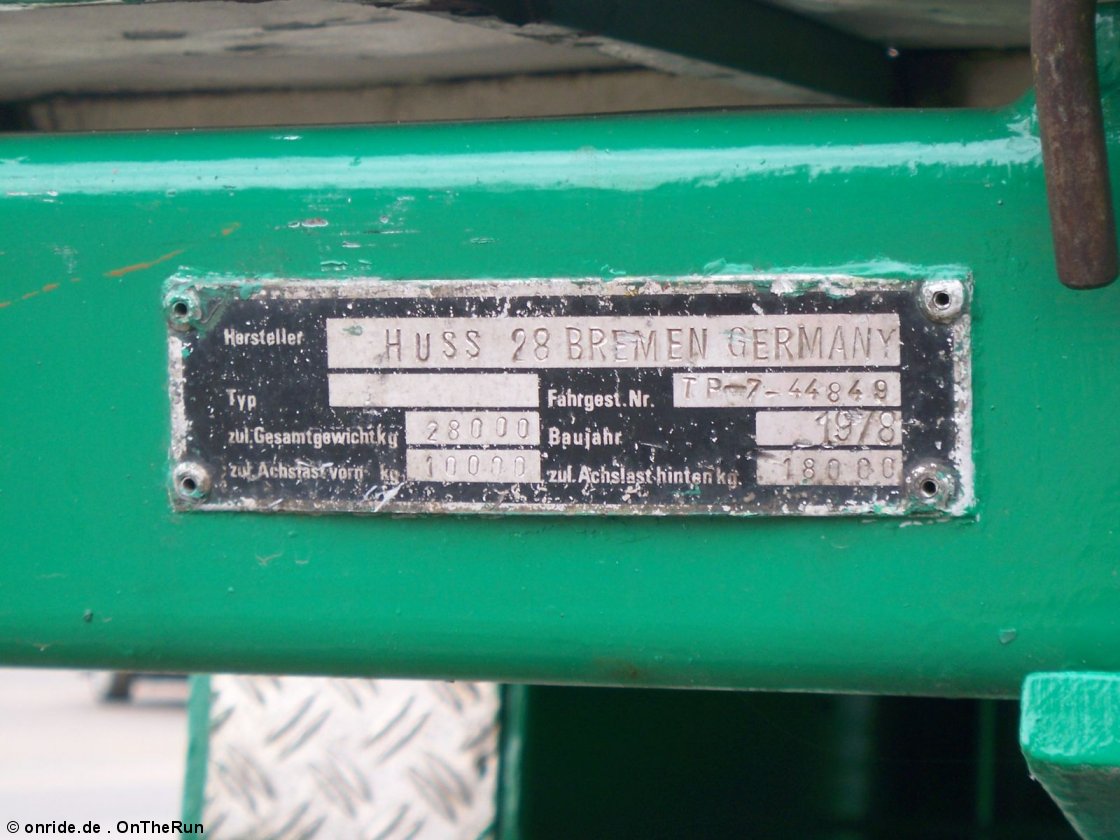 Hersteller HUSS 28 BREMEN GERMANY
Typ Fahrgest. Nr. TP-7-44849
zul. Gesamtgewicht kg 28000 Baujahr 1978
zul. Achslast vorn kg 10000 zul. Achslast hinten kg 18000
© onride.de . OnTheRun